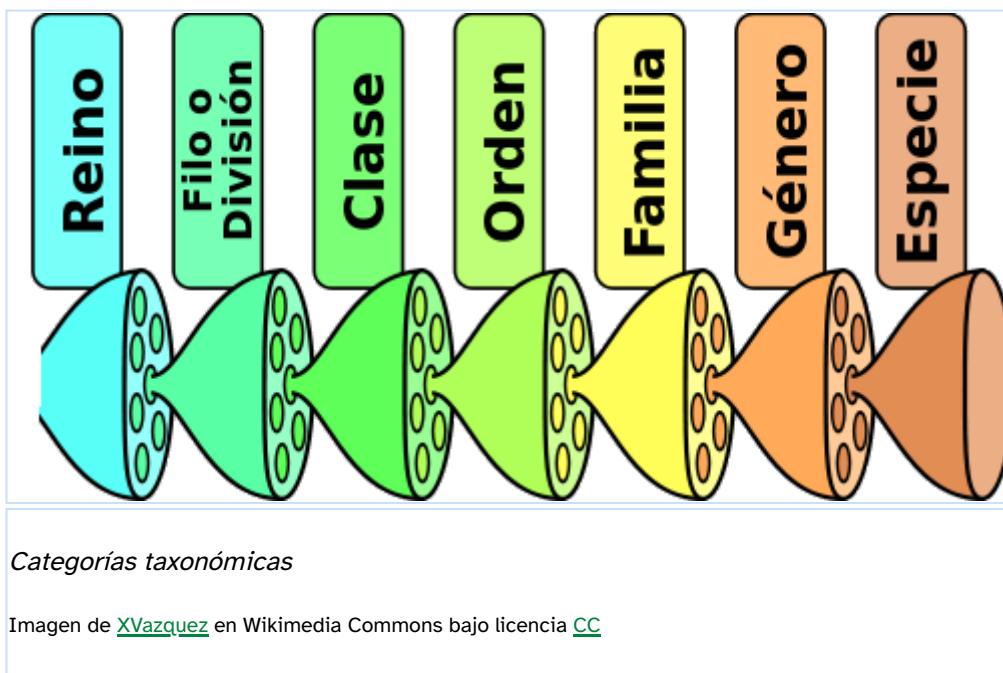 Reino
Filo o
División
Clase
Orden
Familia
Género
Especie
Categorías taxonómicas
Imagen de XVazquez en Wikimedia Commons bajo licencia CC